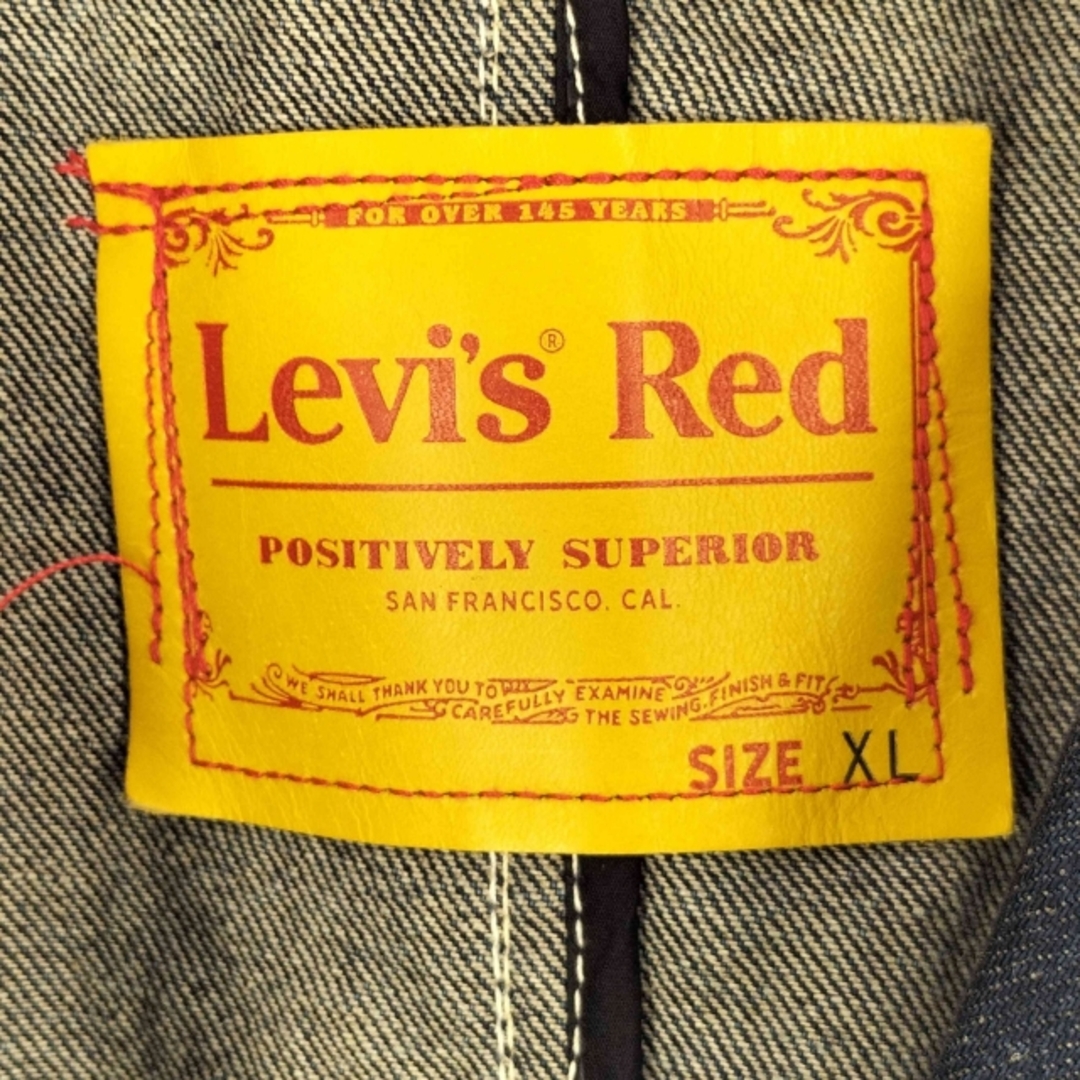 FOR OVER 145 YEARS
Levi's® Red
POSITIVELY SUPERIOR
SAN FRANCISCO. CAL.
WE SHALL THANK YOU TO CAREFULLY EXAMINE THE SEWING, FINISH & FIT
SIZE XL